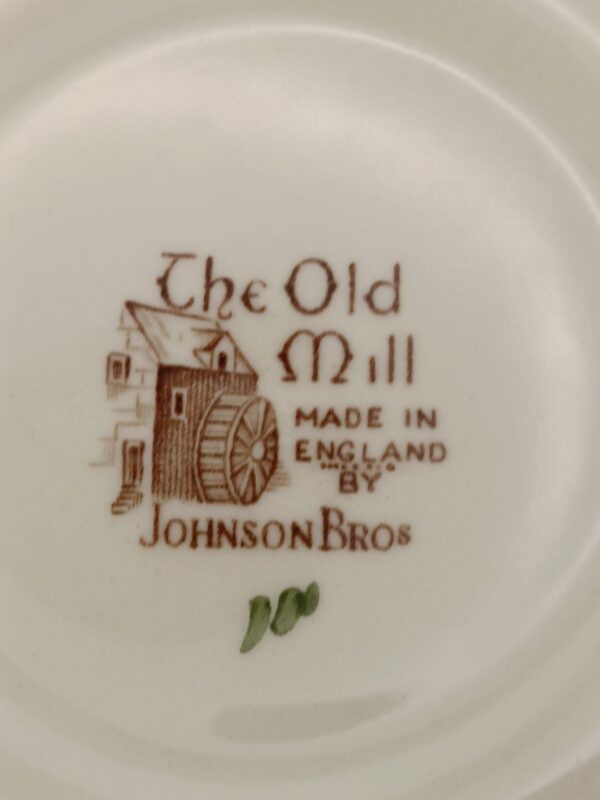 The Old
Mill
MADE IN
ENGLAND
"BY"
JOHNSON BROS